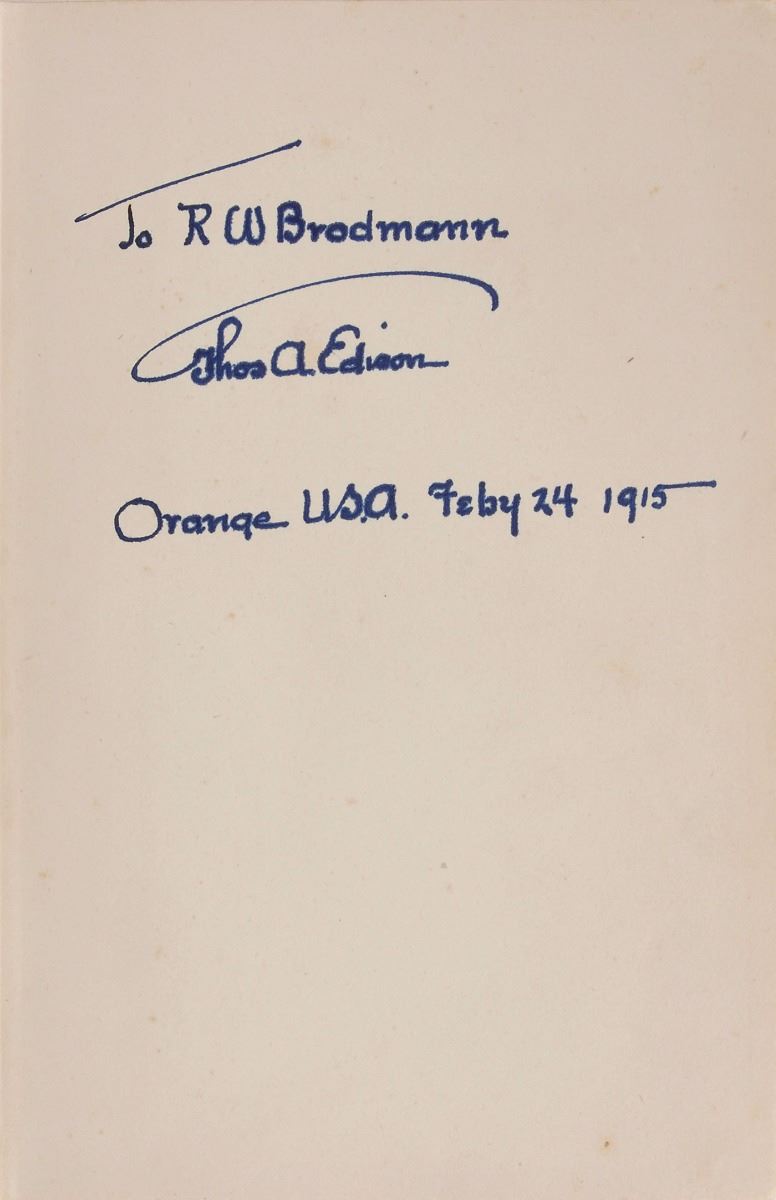 To R W Brodmann
Thos A. Edison
Orange U.S.A. Feby 24 1915